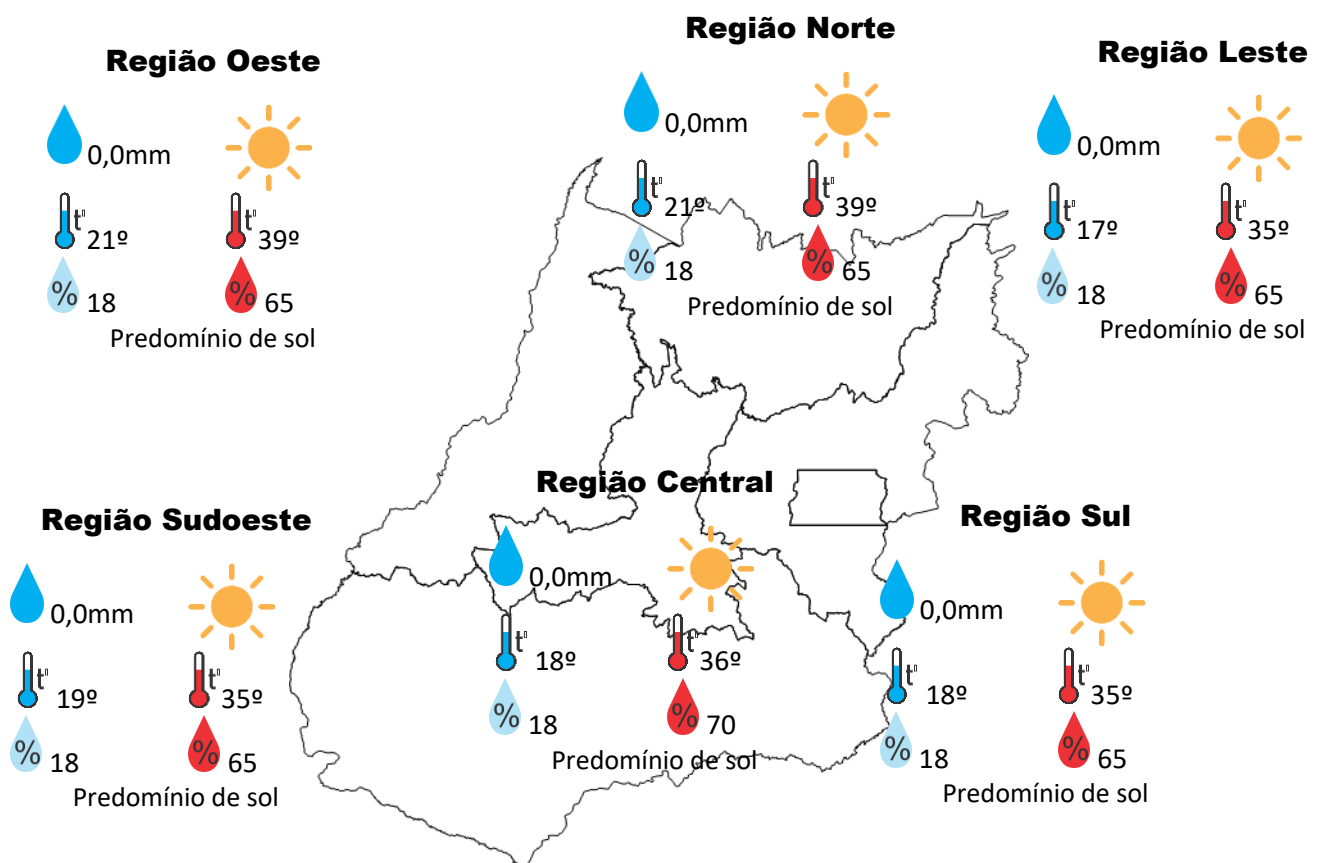 Região Oeste
0,0mm
t°
21º
t°
39º
%
18
%
65
Predomínio de sol
Região Norte
0,0mm
t°
21º
t°
39º
%
18
%
65
Predomínio de sol
Região Leste
0,0mm
t°
17º
t°
35º
%
18
%
65
Predomínio de sol
Região Sudoeste
0,0mm
t°
19º
t°
35º
%
18
%
65
Predomínio de sol
Região Central
0,0mm
t°
18º
t°
36º
%
18
%
70
Predomínio de sol
Região Sul
0,0mm
t°
18º
t°
35º
%
18
%
65
Predomínio de sol